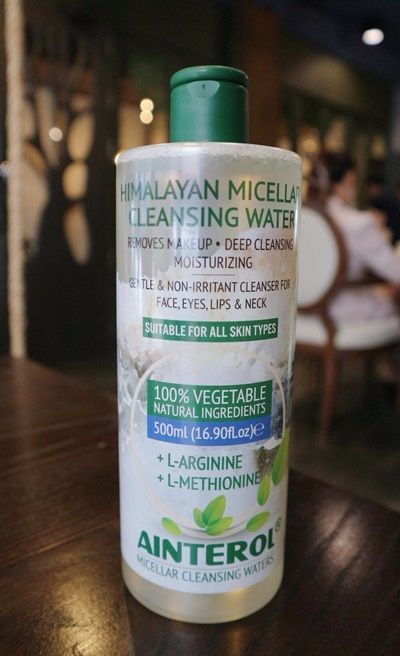 HIMALAYAN MICELLAR
CLEANSING WATER
REMOVES MAKEUP • DEEP CLEANSING
MOISTURIZING
GENTLE & NON-IRRITANT CLEANSER FOR
FACE, EYES, LIPS & NECK
SUITABLE FOR ALL SKIN TYPES
100% VEGETABLE
NATURAL INGREDIENTS
500ml (16.90fl.oz)℮
+ L-ARGININE
+ L-METHIONINE
AINTEROL®
MICELLAR CLEANSING WATERS